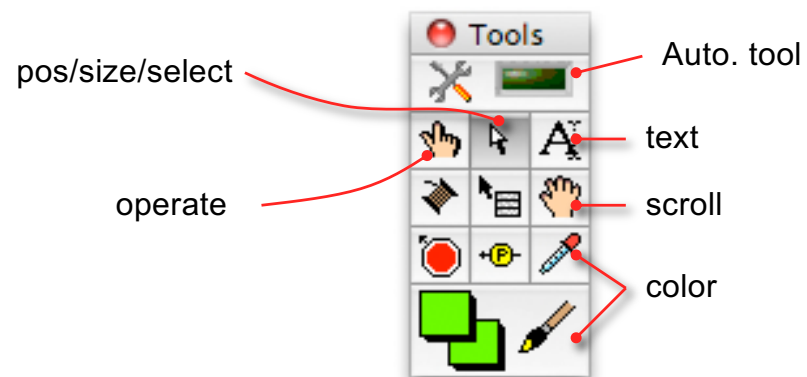 Tools
Auto. tool
pos/size/select
A
text
operate
scroll
P
color